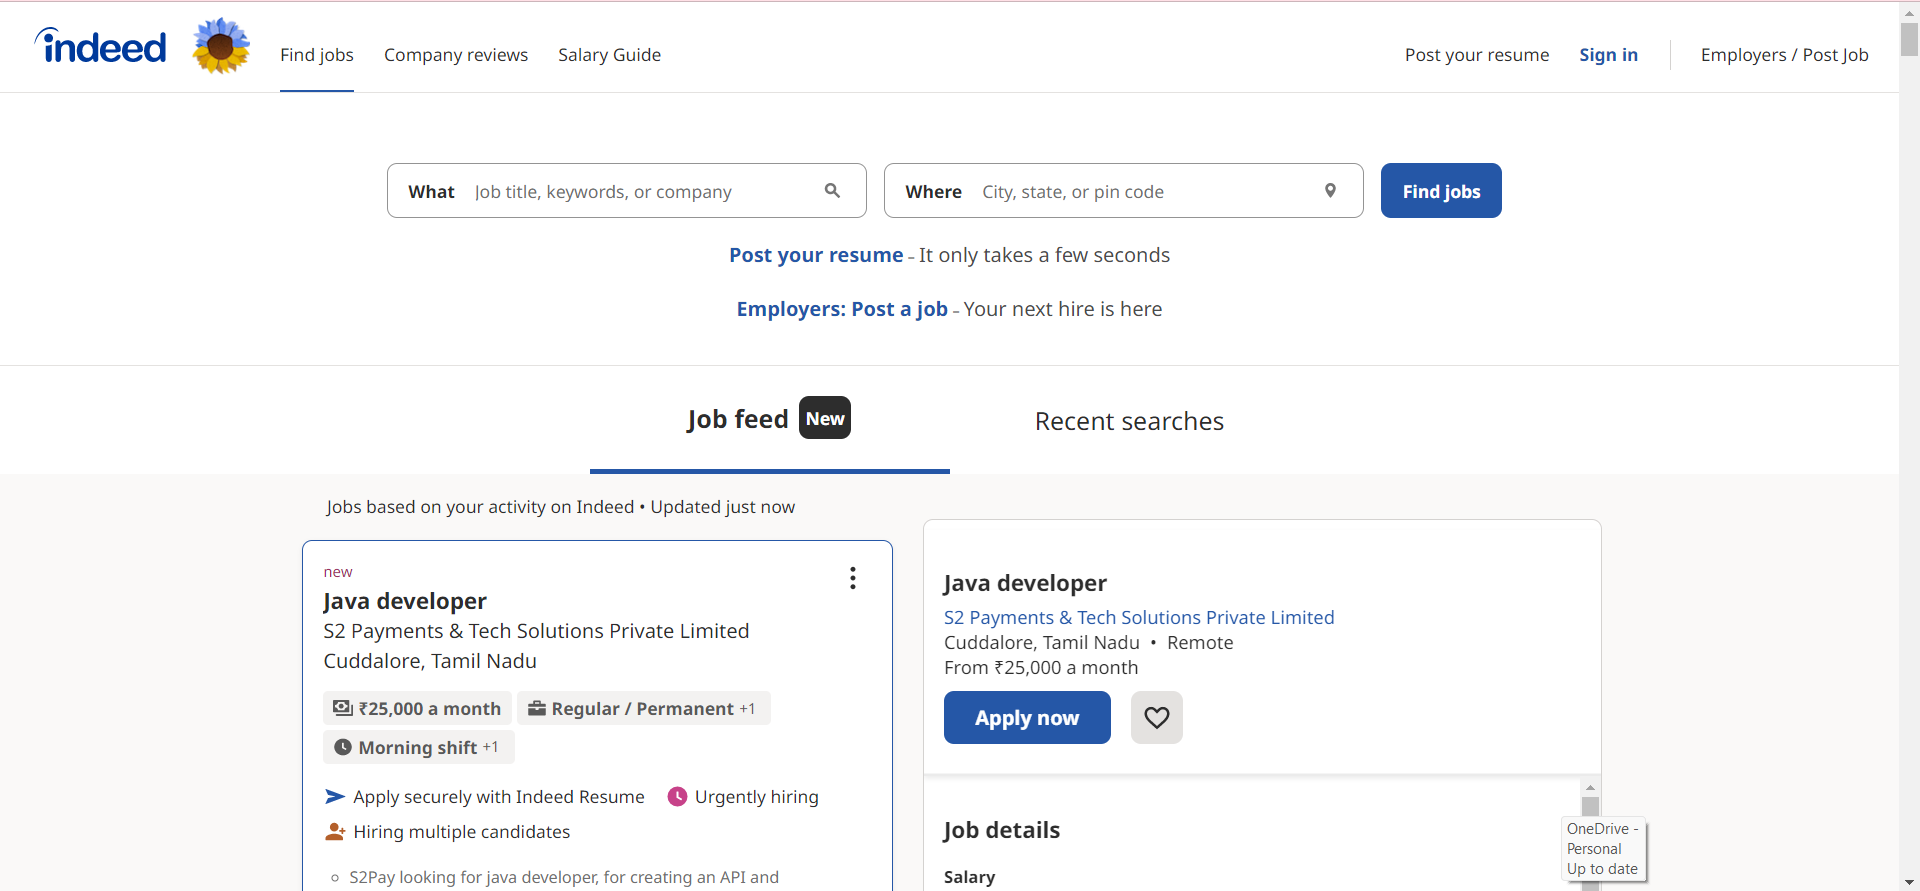 indeed
Find jobs
Company reviews
Salary Guide
Post your resume
Sign in
Employers / Post Job
What Job title, keywords, or company
Where City, state, or pin code
Find jobs
Post your resume – It only takes a few seconds
Employers: Post a job – Your next hire is here
Job feed New
Recent searches
Jobs based on your activity on Indeed • Updated just now
new
Java developer
S2 Payments & Tech Solutions Private Limited
Cuddalore, Tamil Nadu
₹25,000 a month
Regular / Permanent +1
Morning shift +1
Apply securely with Indeed Resume
Urgently hiring
Hiring multiple candidates
S2Pay looking for java developer, for creating an API and
Java developer
S2 Payments & Tech Solutions Private Limited
Cuddalore, Tamil Nadu • Remote
From ₹25,000 a month
Apply now
Job details
Salary
OneDrive -
Personal
Up to date